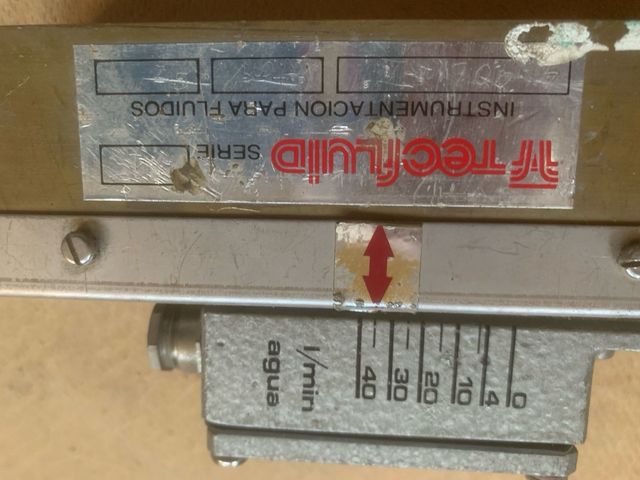 TECFLUID SERIE
INSTRUMENTACION PARA FLUIDOS
l/min
agua
0
4
10
20
30
40